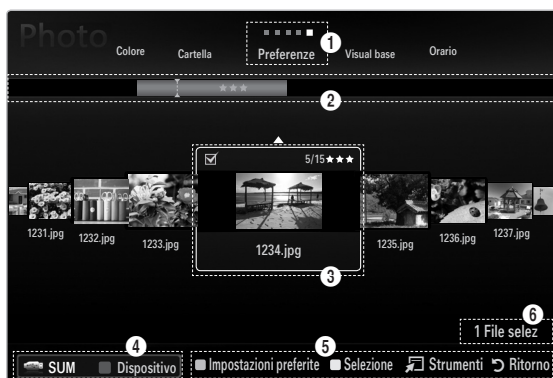 Photo
Colore Cartella Preferenze Visual base Orario
1
★★★
2
5/15★★★
1231.jpg 1232.jpg 1233.jpg 1234.jpg 1235.jpg 1236.jpg 1237.jpg
3
6
1 File selez
4 5
SUM Dispositivo Impostazioni preferite Selezione Strumenti Ritorno